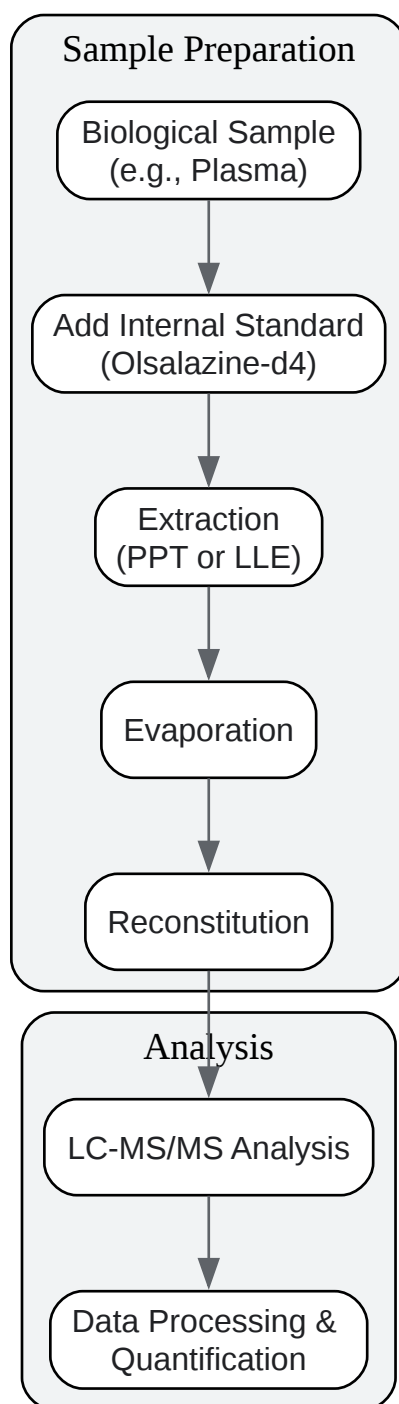 Sample Preparation
Biological Sample
(e.g., Plasma)
Add Internal Standard
(Olsalazine-d4)
Extraction
(PPT or LLE)
Evaporation
Reconstitution
Analysis
LC-MS/MS Analysis
Data Processing &
Quantification